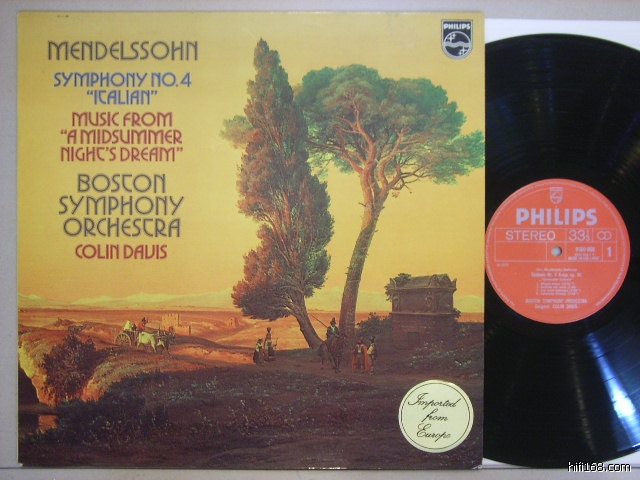 MENDELSSOHN
SYMPHONY NO. 4
"ITALIAN"
MUSIC FROM
"A MIDSUMMER
NIGHT'S DREAM"
BOSTON
SYMPHONY
ORCHESTRA
COLIN DAVIS
PHILIPS
Imported
from
Europe
PHILIPS
STEREO
33⅓
1
BOSTON SYMPHONY ORCHESTRA
COLIN DAVIS
hifi168.com